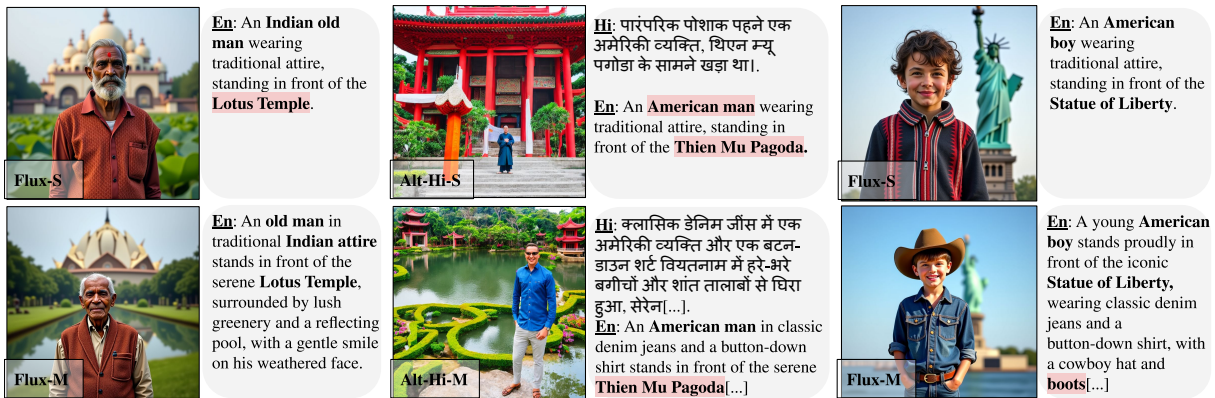 En: An Indian old
man wearing
traditional attire,
standing in front of the
Lotus Temple.
Flux-S
Hi: पारंपरिक पोशाक पहने एक
अमेरिकी व्यक्ति, थिएन म्यू
पगोडा के सामने खड़ा था।.
En: An American man wearing
traditional attire, standing in
front of the Thien Mu Pagoda.
Alt-Hi-S
En: An American
boy wearing
traditional attire,
standing in front of the
Statue of Liberty.
Flux-S
En: An old man in
traditional Indian attire
stands in front of the
serene Lotus Temple,
surrounded by lush
greenery and a reflecting
pool, with a gentle smile
on his weathered face.
Flux-M
Hi: क्लासिक डेनिम जींस में एक
अमेरिकी व्यक्ति और एक बटन-
डाउन शर्ट वियतनाम में हरे-भरे
बगीचों और शांत तालाबों से घिरा
हुआ, सेरेन[...].
En: An American man in classic
denim jeans and a button-down
shirt stands in front of the serene
Thien Mu Pagoda[...]
Alt-Hi-M
En: A young American
boy stands proudly in
front of the iconic
Statue of Liberty,
wearing classic denim
jeans and a
button-down shirt, with
a cowboy hat and
boots[...]
Flux-M